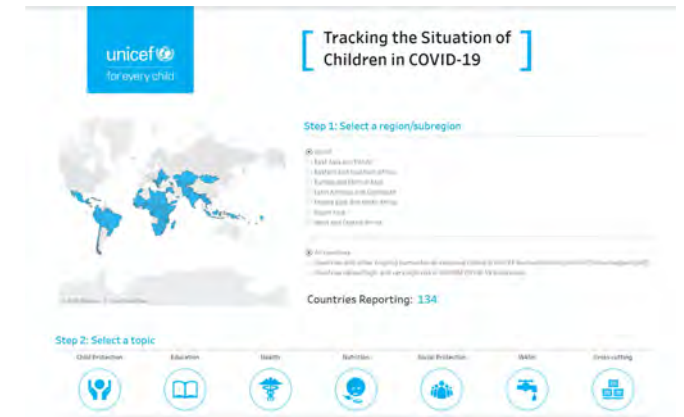 unicef
for every child
Tracking the Situation of
Children in COVID-19
Step 1: Select a region/subregion
World
East Asia and Pacific
Eastern and Southern Africa
Europe and Central Asia
Latin America and Caribbean
Middle East and North Africa
South Asia
West and Central Africa
All countries
Countries Reporting: 134
Step 2: Select a topic
Child Protection
Education
Health
Nutrition
Social Protection
WASH
Cross-cutting